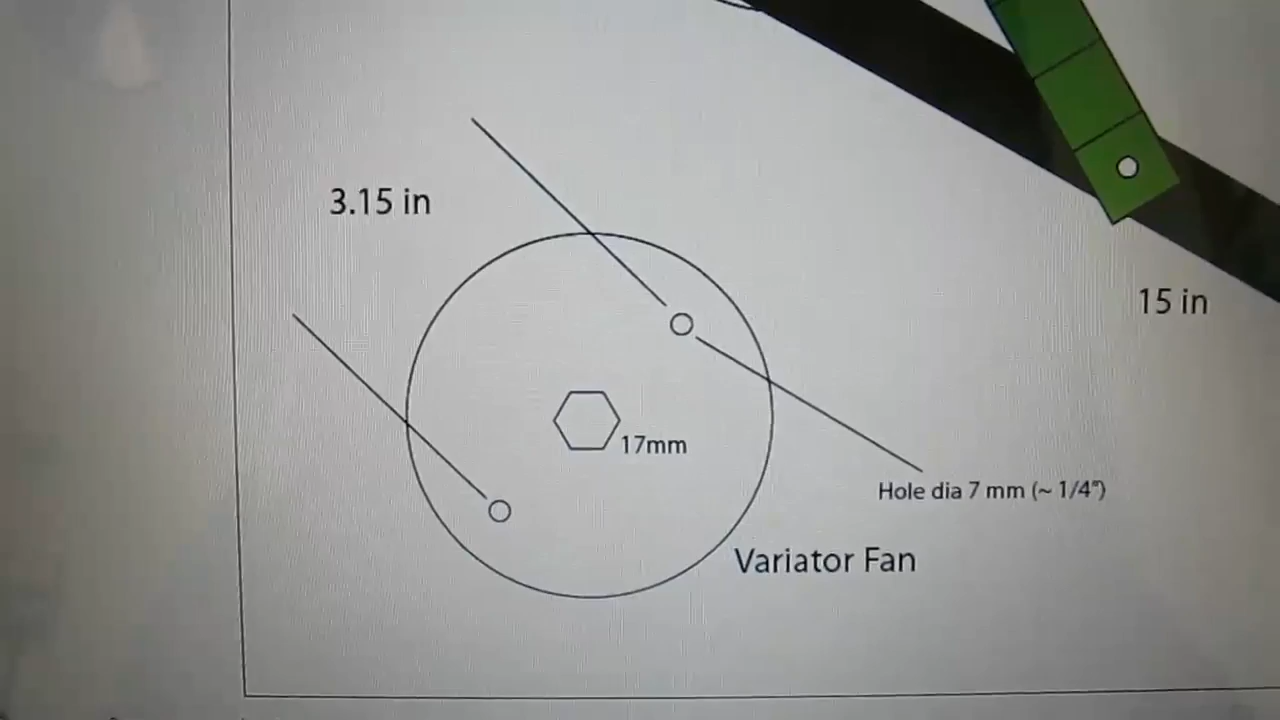 3.15 in
15 in
17mm
Hole dia 7 mm (~ 1/4")
Variator Fan